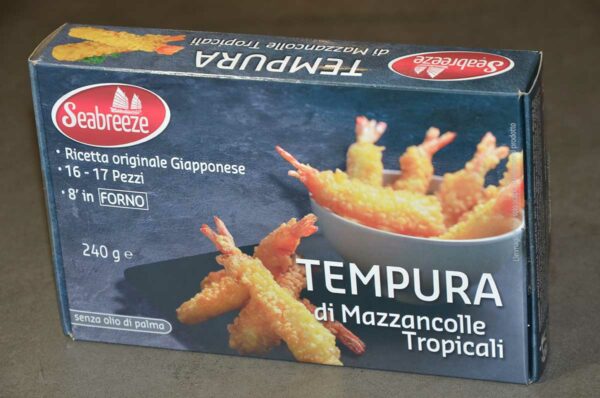 TEMPURA
di Mazzancolle Tropicali
Seabreeze
Seabreeze
• Ricetta originale Giapponese
• 16 - 17 Pezzi
• 8' in FORNO
240 g e
senza olio di palma
TEMPURA
di Mazzancolle
Tropicali
prodotto